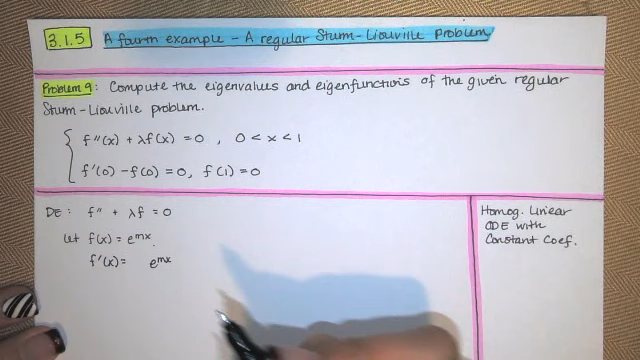 3.1.5 A fourth example - A regular Sturm-Liouville Problem
Problem 9: Compute the eigenvalues and eigenfunctions of the given regular
Sturm-Liouville problem.
f''(x) + λf(x) = 0 , 0 < x < 1
f'(0) - f(0) = 0, f(1) = 0
DE: f'' + λf = 0
Let f(x) = e^mx.
f'(x) = e^mx
Homog. Linear
ODE with
Constant Coef.